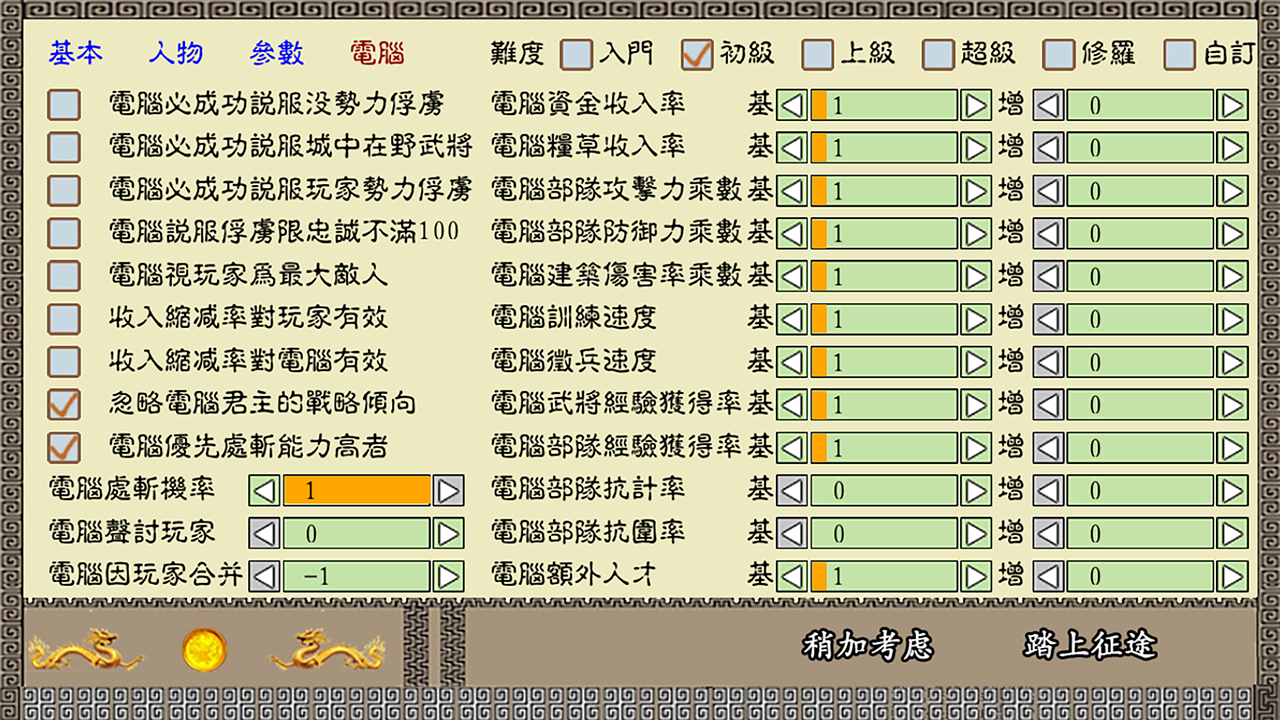 基本 人物 參數 電腦 難度 入門 初級 上級 超級 修羅 自訂
電腦必成功説服没勢力俘虜 電腦資金收入率 基 1 增 0
電腦必成功説服城中在野武將 電腦糧草收入率 基 1 增 0
電腦必成功説服玩家勢力俘虜 電腦部隊攻擊力乘數 基 1 增 0
電腦説服俘虜限忠誠不滿100 電腦部隊防御力乘數 基 1 增 0
電腦視玩家爲最大敵人 電腦建築傷害率乘數 基 1 增 0
收入縮减率對玩家有效 電腦訓練速度 基 1 增 0
收入縮减率對電腦有效 電腦徵兵速度 基 1 增 0
忽略電腦君主的戰略傾向 電腦武將經驗獲得率 基 1 增 0
電腦優先處斬能力高者 電腦部隊經驗獲得率 基 1 增 0
電腦處斬機率 1 電腦部隊抗計率 基 0 增 0
電腦聲討玩家 0 電腦部隊抗圍率 基 0 增 0
電腦因玩家合并 -1 電腦額外人才 基 1 增 0
稍加考慮 踏上征途